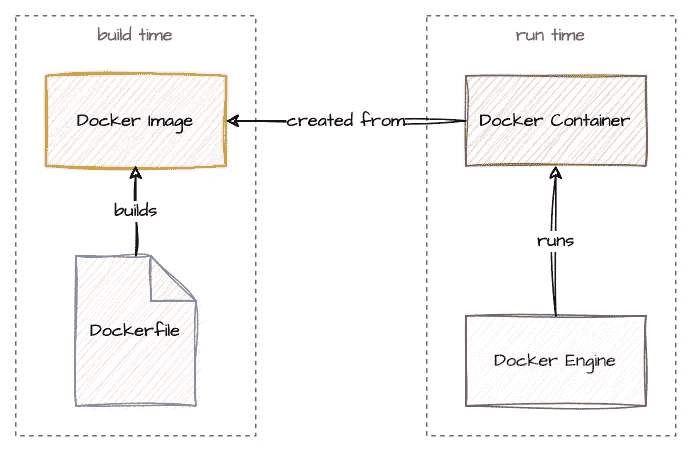 build time
run time
Docker Image
created from
Docker Container
builds
runs
Dockerfile
Docker Engine